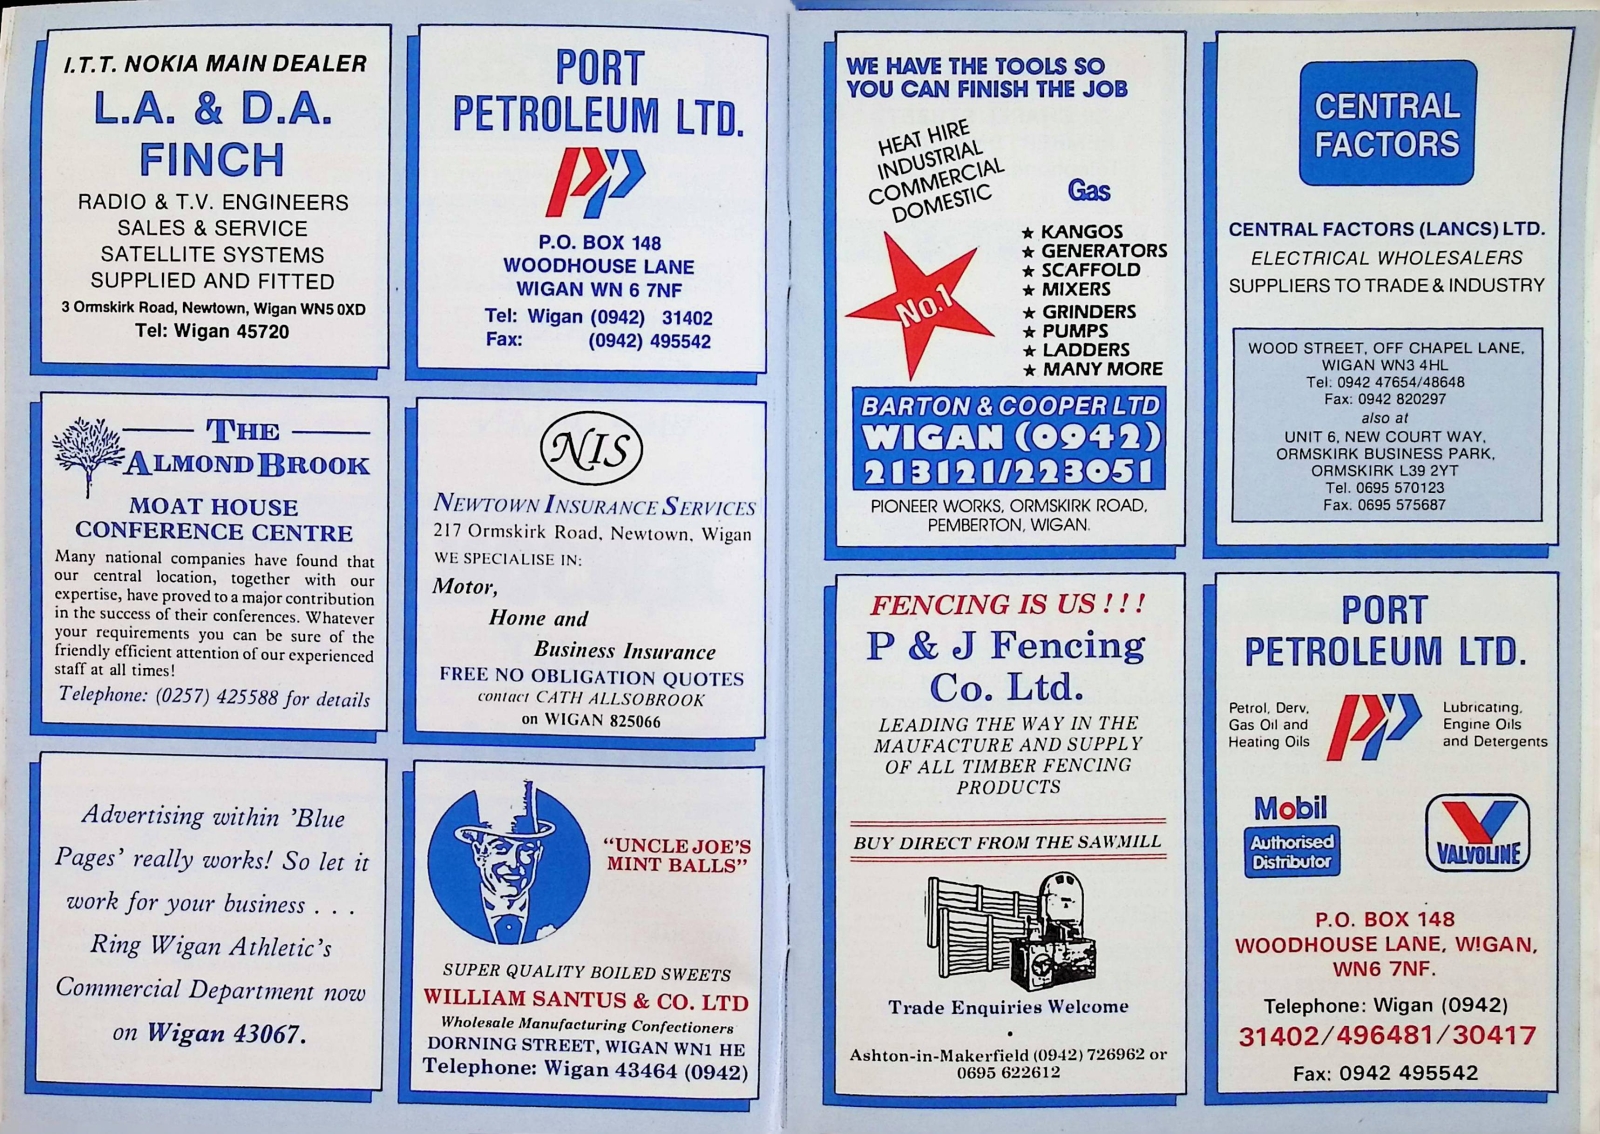 I.T.T. NOKIA MAIN DEALER
L.A. & D.A.
FINCH
RADIO & T.V. ENGINEERS
SALES & SERVICE
SATELLITE SYSTEMS
SUPPLIED AND FITTED
3 Ormskirk Road, Newtown, Wigan WN5 0XD
Tel: Wigan 45720
PORT
PETROLEUM LTD.
PP
P.O. BOX 148
WOODHOUSE LANE
WIGAN WN 6 7NF
Tel: Wigan (0942) 31402
Fax: (0942) 495542
THE
ALMOND BROOK
MOAT HOUSE
CONFERENCE CENTRE
Many national companies have found that
our central location, together with our
expertise, have proved to a major contribution
in the success of their conferences. Whatever
your requirements you can be sure of the
friendly efficient attention of our experienced
staff at all times!
Telephone: (0257) 425588 for details
NIS
NEWTOWN INSURANCE SERVICES
217 Ormskirk Road, Newtown, Wigan
WE SPECIALISE IN:
Motor,
Home and
Business Insurance
FREE NO OBLIGATION QUOTES
contact CATH ALLSOBROOK
on WIGAN 825066
Advertising within 'Blue
Pages' really works! So let it
work for your business . . .
Ring Wigan Athletic's
Commercial Department now
on Wigan 43067.
"UNCLE JOE'S
MINT BALLS"
SUPER QUALITY BOILED SWEETS
WILLIAM SANTUS & CO. LTD
Wholesale Manufacturing Confectioners
DORNING STREET, WIGAN WN1 HE
Telephone: Wigan 43464 (0942)
WE HAVE THE TOOLS SO
YOU CAN FINISH THE JOB
HEAT HIRE
INDUSTRIAL
COMMERCIAL
DOMESTIC
Gas
No.1
★ KANGOS
★ GENERATORS
★ SCAFFOLD
★ MIXERS
★ GRINDERS
★ PUMPS
★ LADDERS
★ MANY MORE
BARTON & COOPER LTD
WIGAN (0942)
213121/223051
PIONEER WORKS, ORMSKIRK ROAD,
PEMBERTON, WIGAN.
CENTRAL
FACTORS
CENTRAL FACTORS (LANCS) LTD.
ELECTRICAL WHOLESALERS
SUPPLIERS TO TRADE & INDUSTRY
WOOD STREET, OFF CHAPEL LANE,
WIGAN WN3 4HL
Tel: 0942 47654/48648
Fax: 0942 820297
also at
UNIT 6, NEW COURT WAY,
ORMSKIRK BUSINESS PARK,
ORMSKIRK L39 2YT
Tel. 0695 570123
Fax. 0695 575687
FENCING IS US ! ! !
P & J Fencing
Co. Ltd.
LEADING THE WAY IN THE
MAUFACTURE AND SUPPLY
OF ALL TIMBER FENCING
PRODUCTS
BUY DIRECT FROM THE SAWMILL
Trade Enquiries Welcome
•
Ashton-in-Makerfield (0942) 726962 or
0695 622612
PORT
PETROLEUM LTD.
Petrol, Derv,
Gas Oil and
Heating Oils
PP
Lubricating,
Engine Oils
and Detergents
Mobil
Authorised
Distributor
VALVOLINE
P.O. BOX 148
WOODHOUSE LANE, WIGAN,
WN6 7NF.
Telephone: Wigan (0942)
31402/496481/30417
Fax: 0942 495542